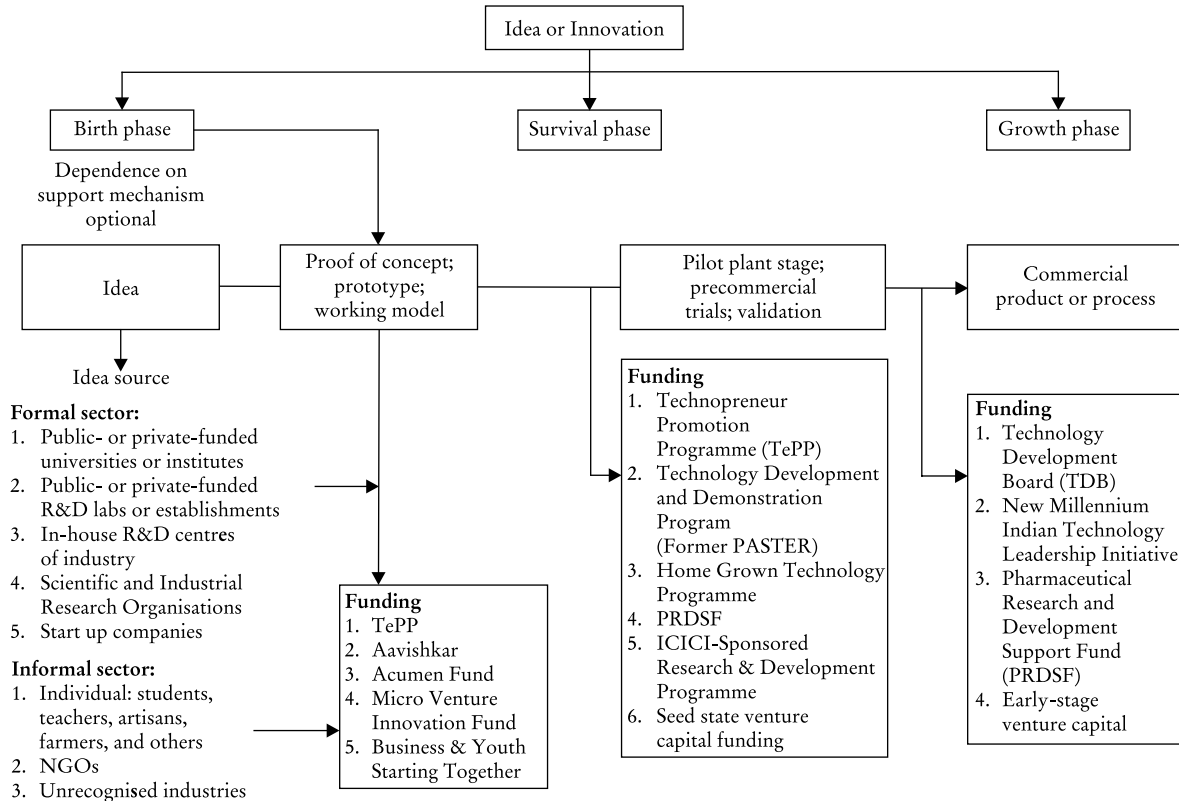 Idea or Innovation
Birth phase
Survival phase
Growth phase
Dependence on
support mechanism
optional
Idea
Proof of concept;
prototype;
working model
Pilot plant stage;
precommercial
trials; validation
Commercial
product or process
Idea source
Formal sector:
1. Public- or private-funded
universities or institutes
2. Public- or private-funded
R&D labs or establishments
3. In-house R&D centres
of industry
4. Scientific and Industrial
Research Organisations
5. Start up companies
Informal sector:
1. Individual: students,
teachers, artisans,
farmers, and others
2. NGOs
3. Unrecognised industries
Funding
1. TePP
2. Aavishkar
3. Acumen Fund
4. Micro Venture
Innovation Fund
5. Business & Youth
Starting Together
Funding
1. Technopreneur
Promotion
Programme (TePP)
2. Technology Development
and Demonstration
Program
(Former PASTER)
3. Home Grown Technology
Programme
4. PRDSF
5. ICICI-Sponsored
Research & Development
Programme
6. Seed state venture
capital funding
Funding
1. Technology
Development
Board (TDB)
2. New Millennium
Indian Technology
Leadership Initiative
3. Pharmaceutical
Research and
Development
Support Fund
(PRDSF)
4. Early-stage
venture capital